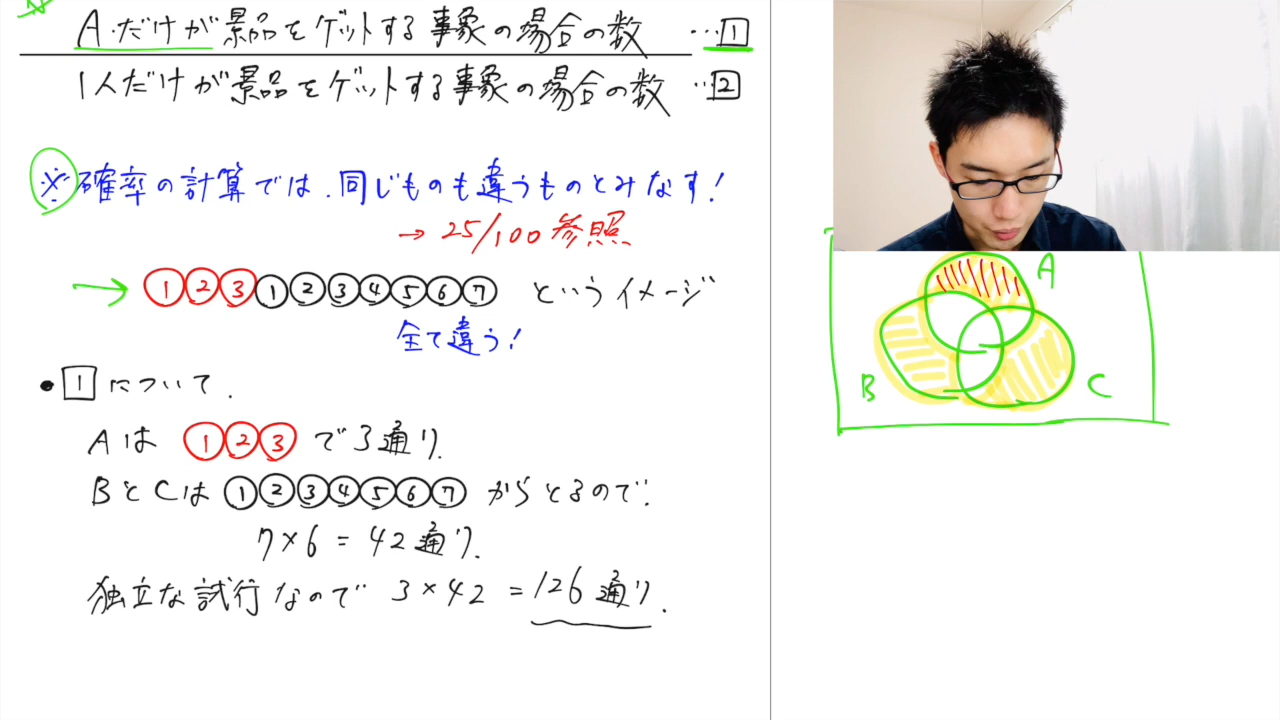 Aだけが景品をゲットする事象の場合の数 …1
1人だけが景品をゲットする事象の場合の数 …2
※確率の計算では、同じものも違うものとみなす!
→25/100参照
→ ①②③①②③④⑤⑥⑦ というイメージ
全て違う!
・1について、
Aは ①②③ で3通り、
BとCは ①②③④⑤⑥⑦ からとるので、
7×6=42通り、
独立な試行なので 3×42=126通り、
A
B
C